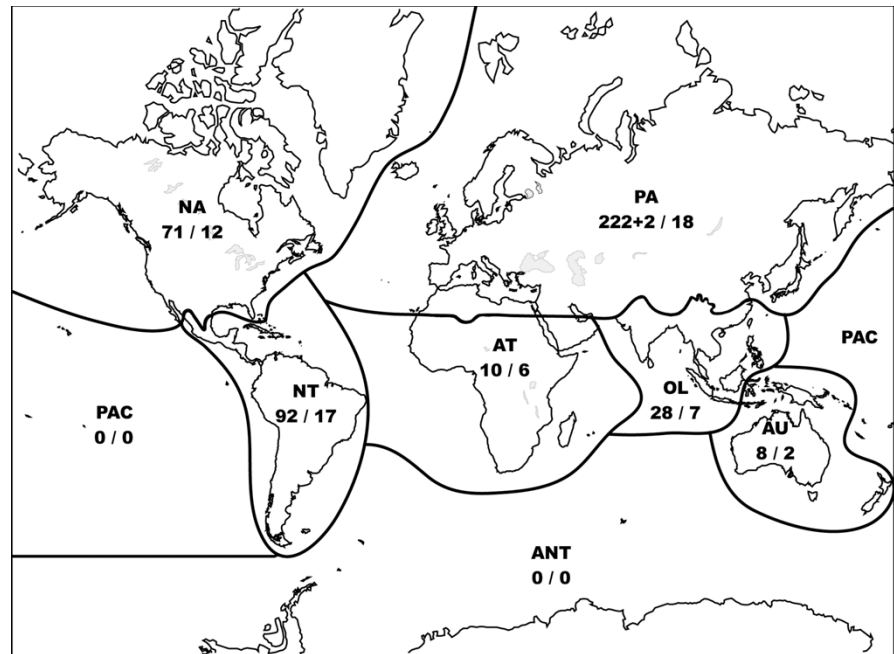 NA
71 / 12
PA
222+2 / 18
PAC
AT
10 / 6
NT
92 / 17
OL
28 / 7
PAC
0 / 0
AU
8 / 2
ANT
0 / 0